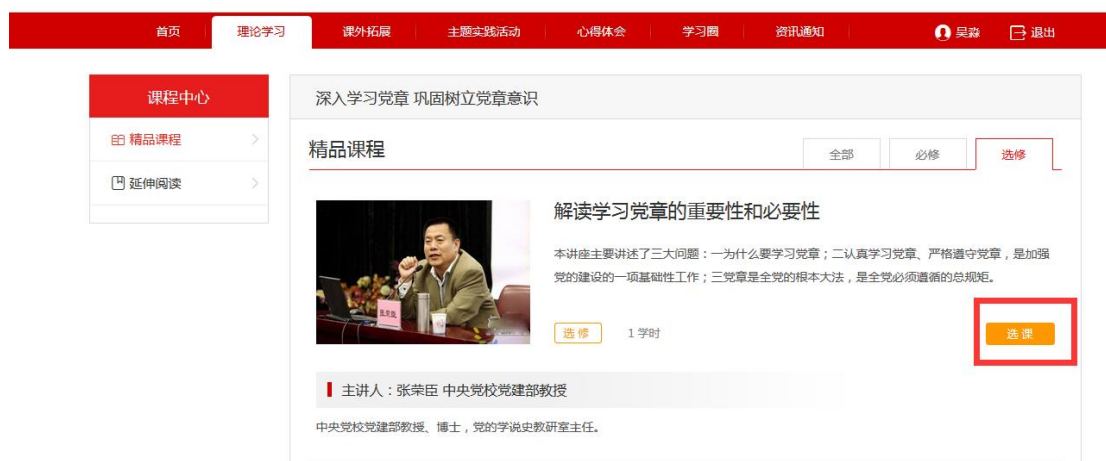 首页
理论学习
课外拓展
主题实践活动
心得体会
学习圈
资讯通知
吴淼
退出
课程中心
精品课程
延伸阅读
深入学习党章 巩固树立党章意识
精品课程
全部
必修
选修
解读学习党章的重要性和必要性
本讲座主要讲述了三大问题：一为什么要学习党章；二认真学习党章、严格遵守党章，是加强
党的建设的一项基础性工作；三党章是全党的根本大法，是全党必须遵循的总规矩。
选修
1 学时
选课
张荣臣
主讲人：张荣臣 中央党校党建部教授
中央党校党建部教授、博士，党的学说史教研室主任。